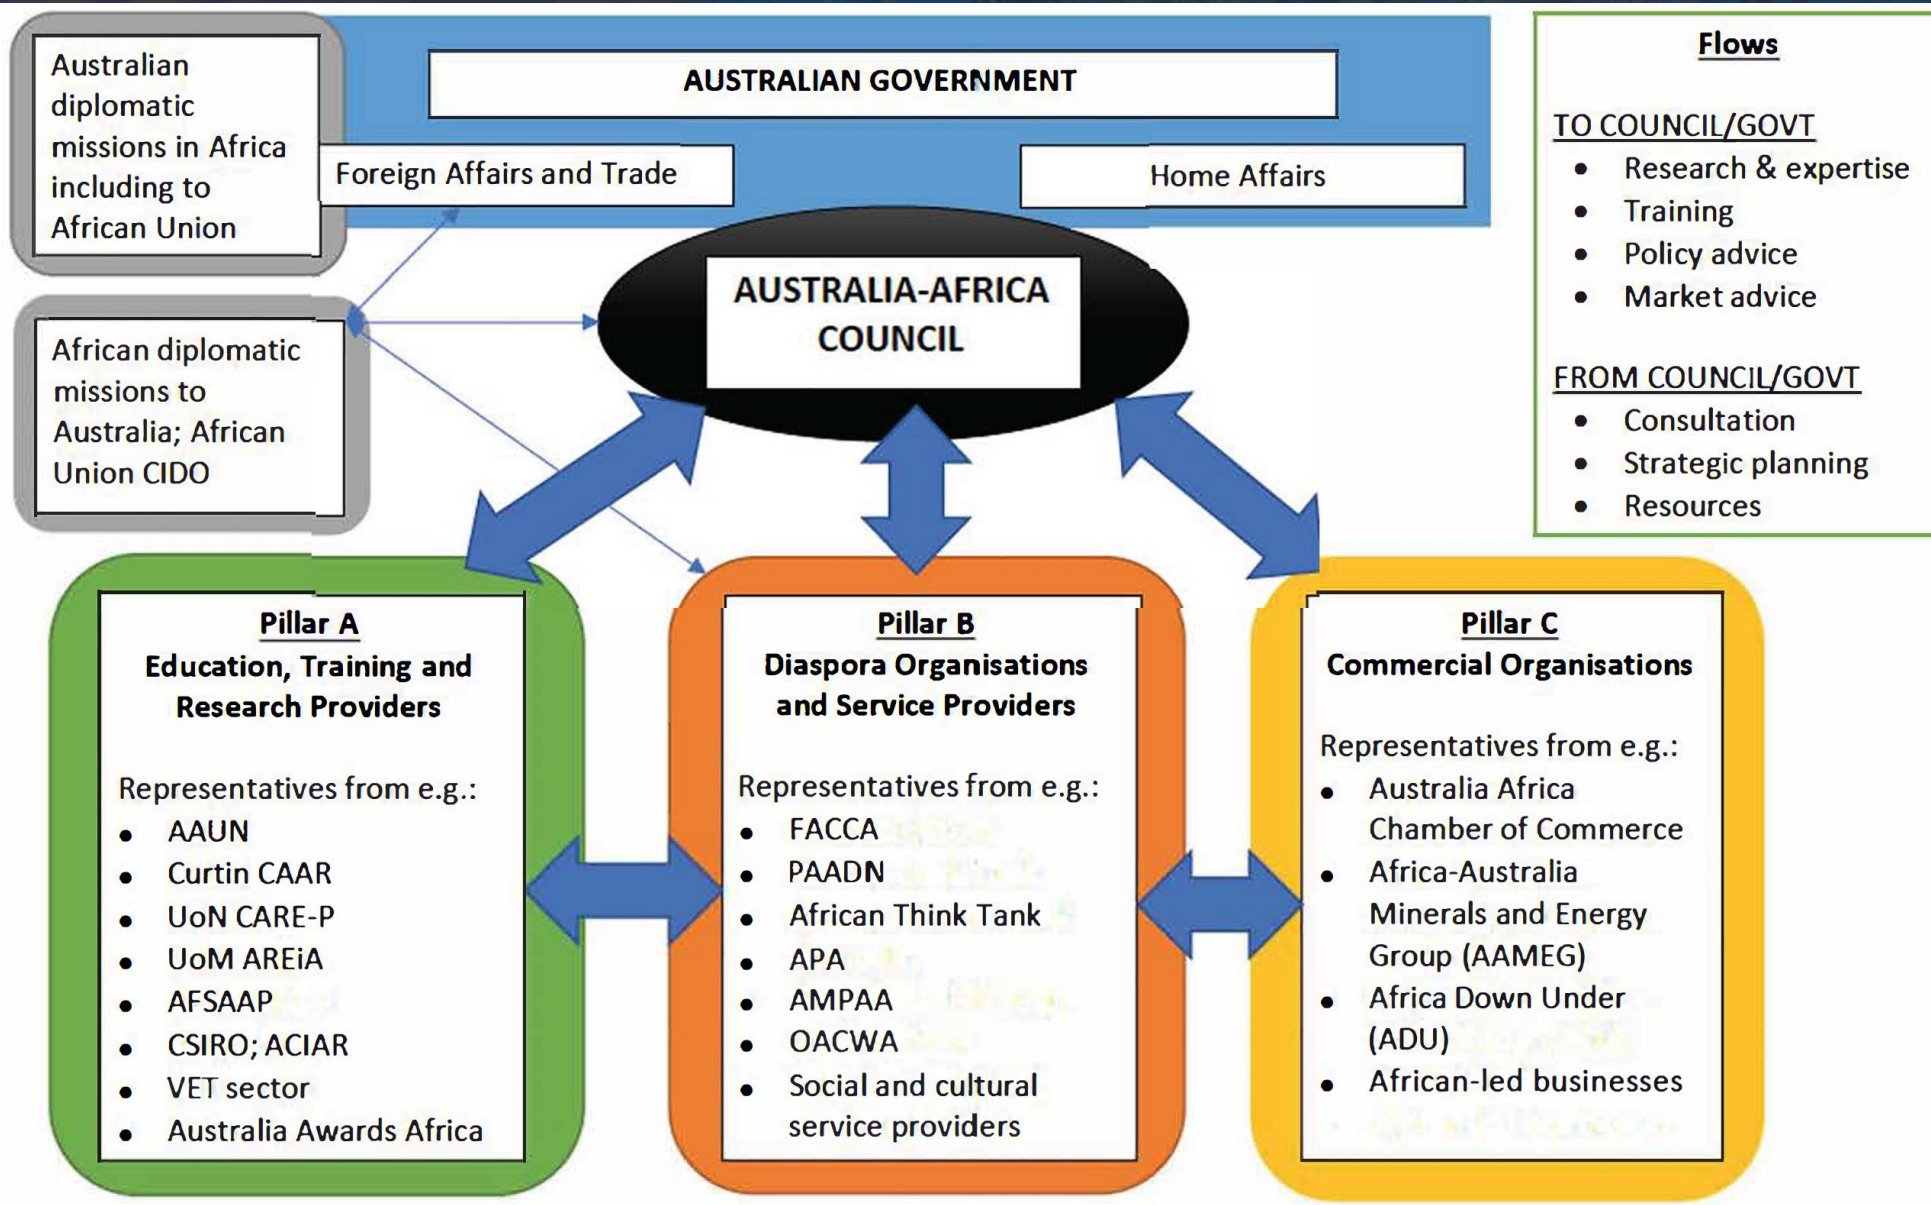 Australian
diplomatic
missions in Africa
including to
African Union
AUSTRALIAN GOVERNMENT
Foreign Affairs and Trade
Home Affairs
African diplomatic
missions to
Australia; African
Union CIDO
AUSTRALIA-AFRICA
COUNCIL
Flows
TO COUNCIL/GOVT
• Research & expertise
• Training
• Policy advice
• Market advice
FROM COUNCIL/GOVT
• Consultation
• Strategic planning
• Resources
Pillar A
Education, Training and
Research Providers
Representatives from e.g.:
• AAUN
• Curtin CAAR
• UoN CARE-P
• UoM AREiA
• AFSAAP
• CSIRO; ACIAR
• VET sector
• Australia Awards Africa
Pillar B
Diaspora Organisations
and Service Providers
Representatives from e.g.:
• FACCA
• PAADN
• African Think Tank
• APA
• AMPAA
• OACWA
• Social and cultural
service providers
Pillar C
Commercial Organisations
Representatives from e.g.:
• Australia Africa
Chamber of Commerce
• Africa-Australia
Minerals and Energy
Group (AAMEG)
• Africa Down Under
(ADU)
• African-led businesses